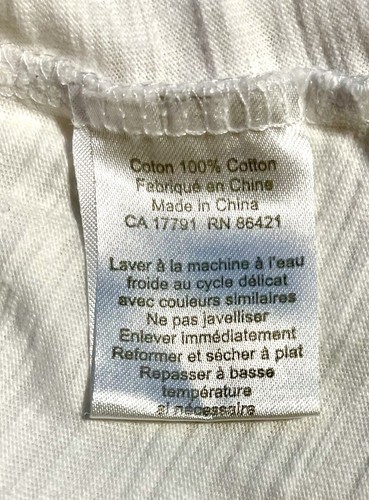 Coton 100% Cotton
Fabriqué en Chine
Made in China
CA 17791 RN 86421
Laver à la machine à l'eau
froide au cycle délicat
avec couleurs similaires
Ne pas javelliser
Enlever immédiatement
Reformer et sécher à plat
Repasser à basse
température
si nécessaire